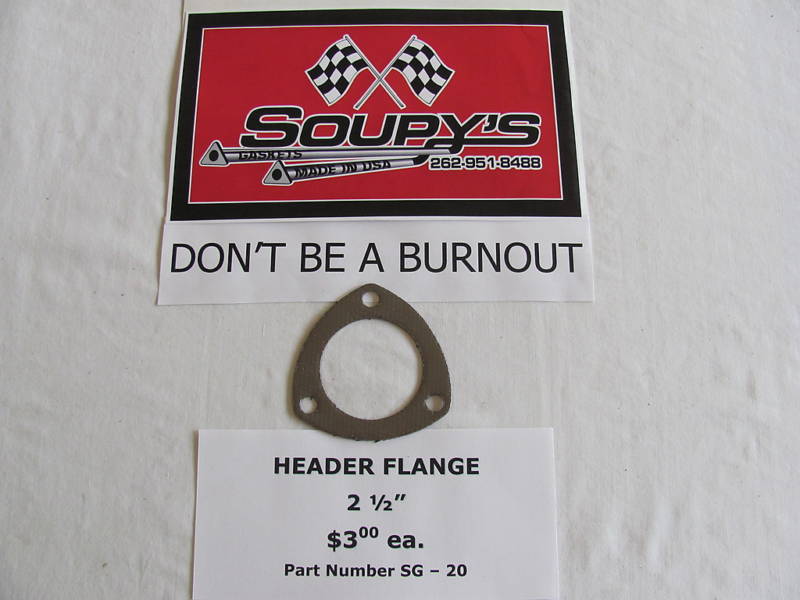 SOUPY'S
GASKETS
MADE IN USA
262-951-8488
DON'T BE A BURNOUT
HEADER FLANGE
2 ½"
$3⁰⁰ ea.
Part Number SG – 20